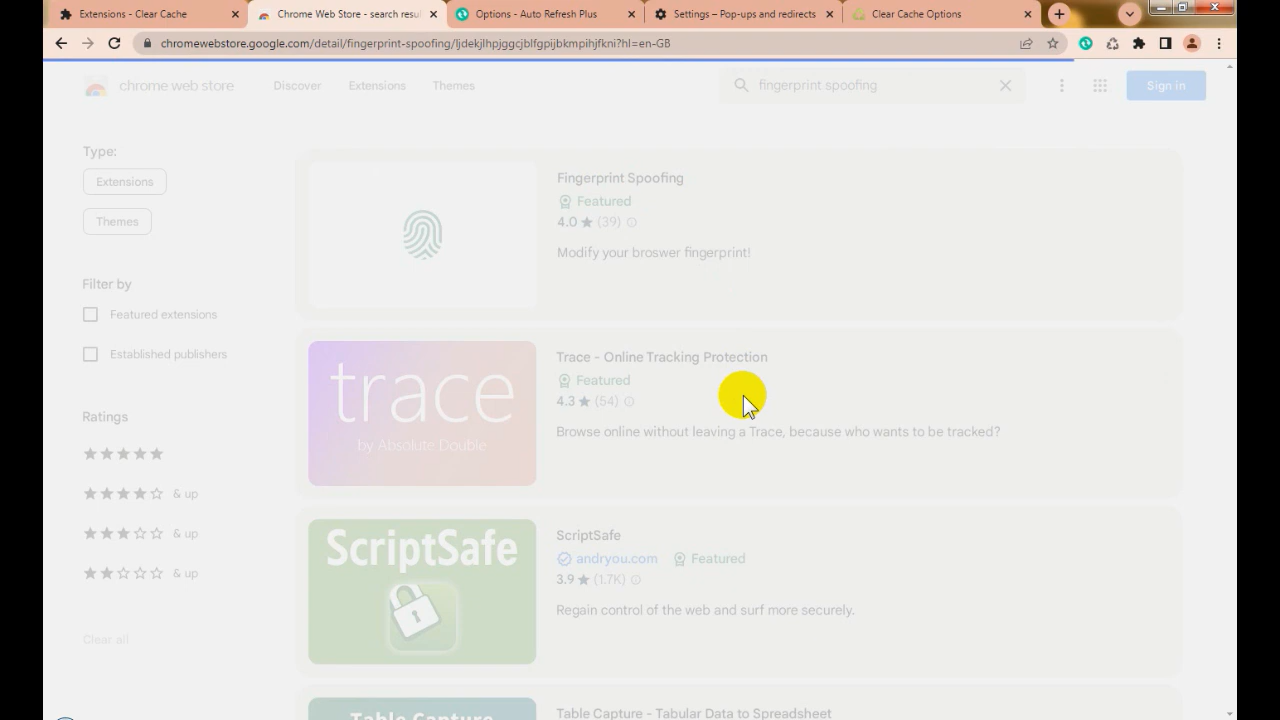 Extensions - Clear Cache
Chrome Web Store - search resu
Options - Auto Refresh Plus
Settings – Pop-ups and redirects
Clear Cache Options
chromewebstore.google.com/detail/fingerprint-spoofing/ljdekjlhpjggcjblfgpijbkmpihjfkni?hl=en-GB
chrome web store
Discover
Extensions
Themes
fingerprint spoofing
Sign in
Type:
Extensions
Themes
Filter by
Featured extensions
Established publishers
Ratings
& up
& up
& up
Clear all
Fingerprint Spoofing
Featured
4.0 ★ (39)
Modify your broswer fingerprint!
trace
by Absolute Double
Trace - Online Tracking Protection
Featured
4.3 ★ (54)
Browse online without leaving a Trace, because who wants to be tracked?
ScriptSafe
ScriptSafe
andryou.com Featured
3.9 ★ (1.7K)
Regain control of the web and surf more securely.
Table Capture
Table Capture - Tabular Data to Spreadsheet